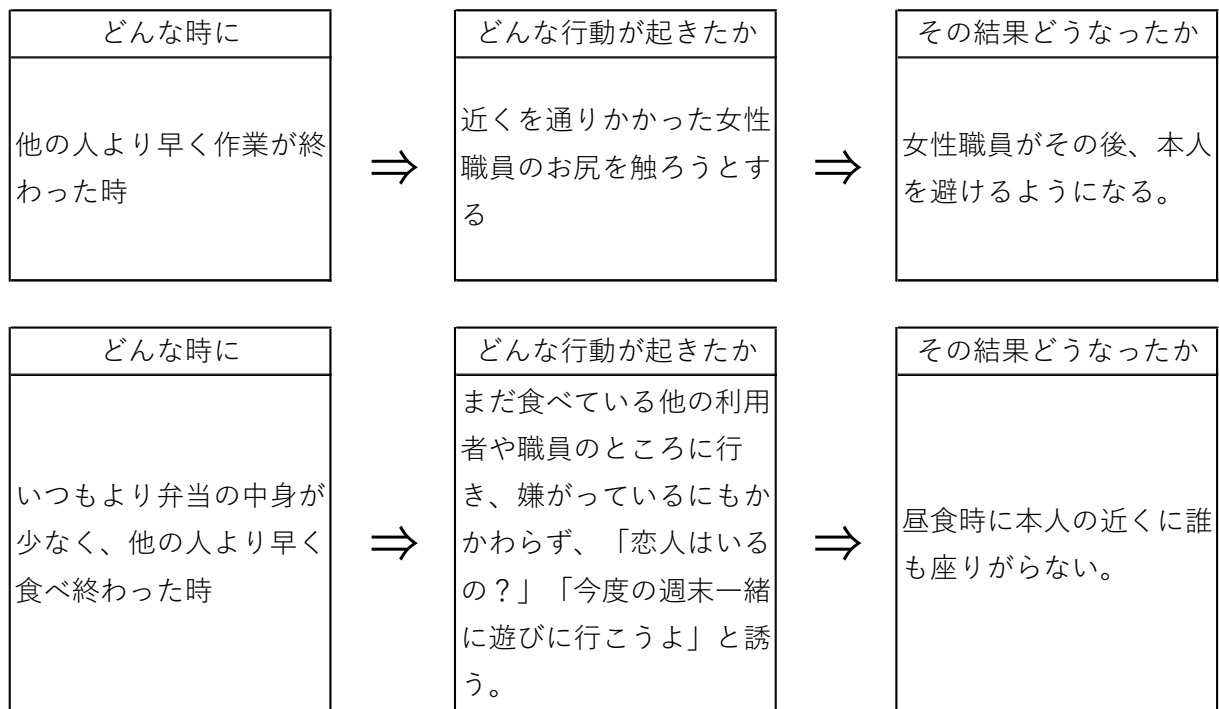 どんな時に
他の人より早く作業が終
わった時
⇒
どんな行動が起きたか
近くを通りかかった女性
職員のお尻を触ろうとす
る
⇒
その結果どうなったか
女性職員がその後、本人
を避けるようになる。
どんな時に
いつもより弁当の中身が
少なく、他の人より早く
食べ終わった時
⇒
どんな行動が起きたか
まだ食べている他の利用
者や職員のところに行
き、嫌がっているにもか
かわらず、「恋人はいる
の？」「今度の週末一緒
に遊びに行こうよ」と誘
う。
⇒
その結果どうなったか
昼食時に本人の近くに誰
も座りがらない。